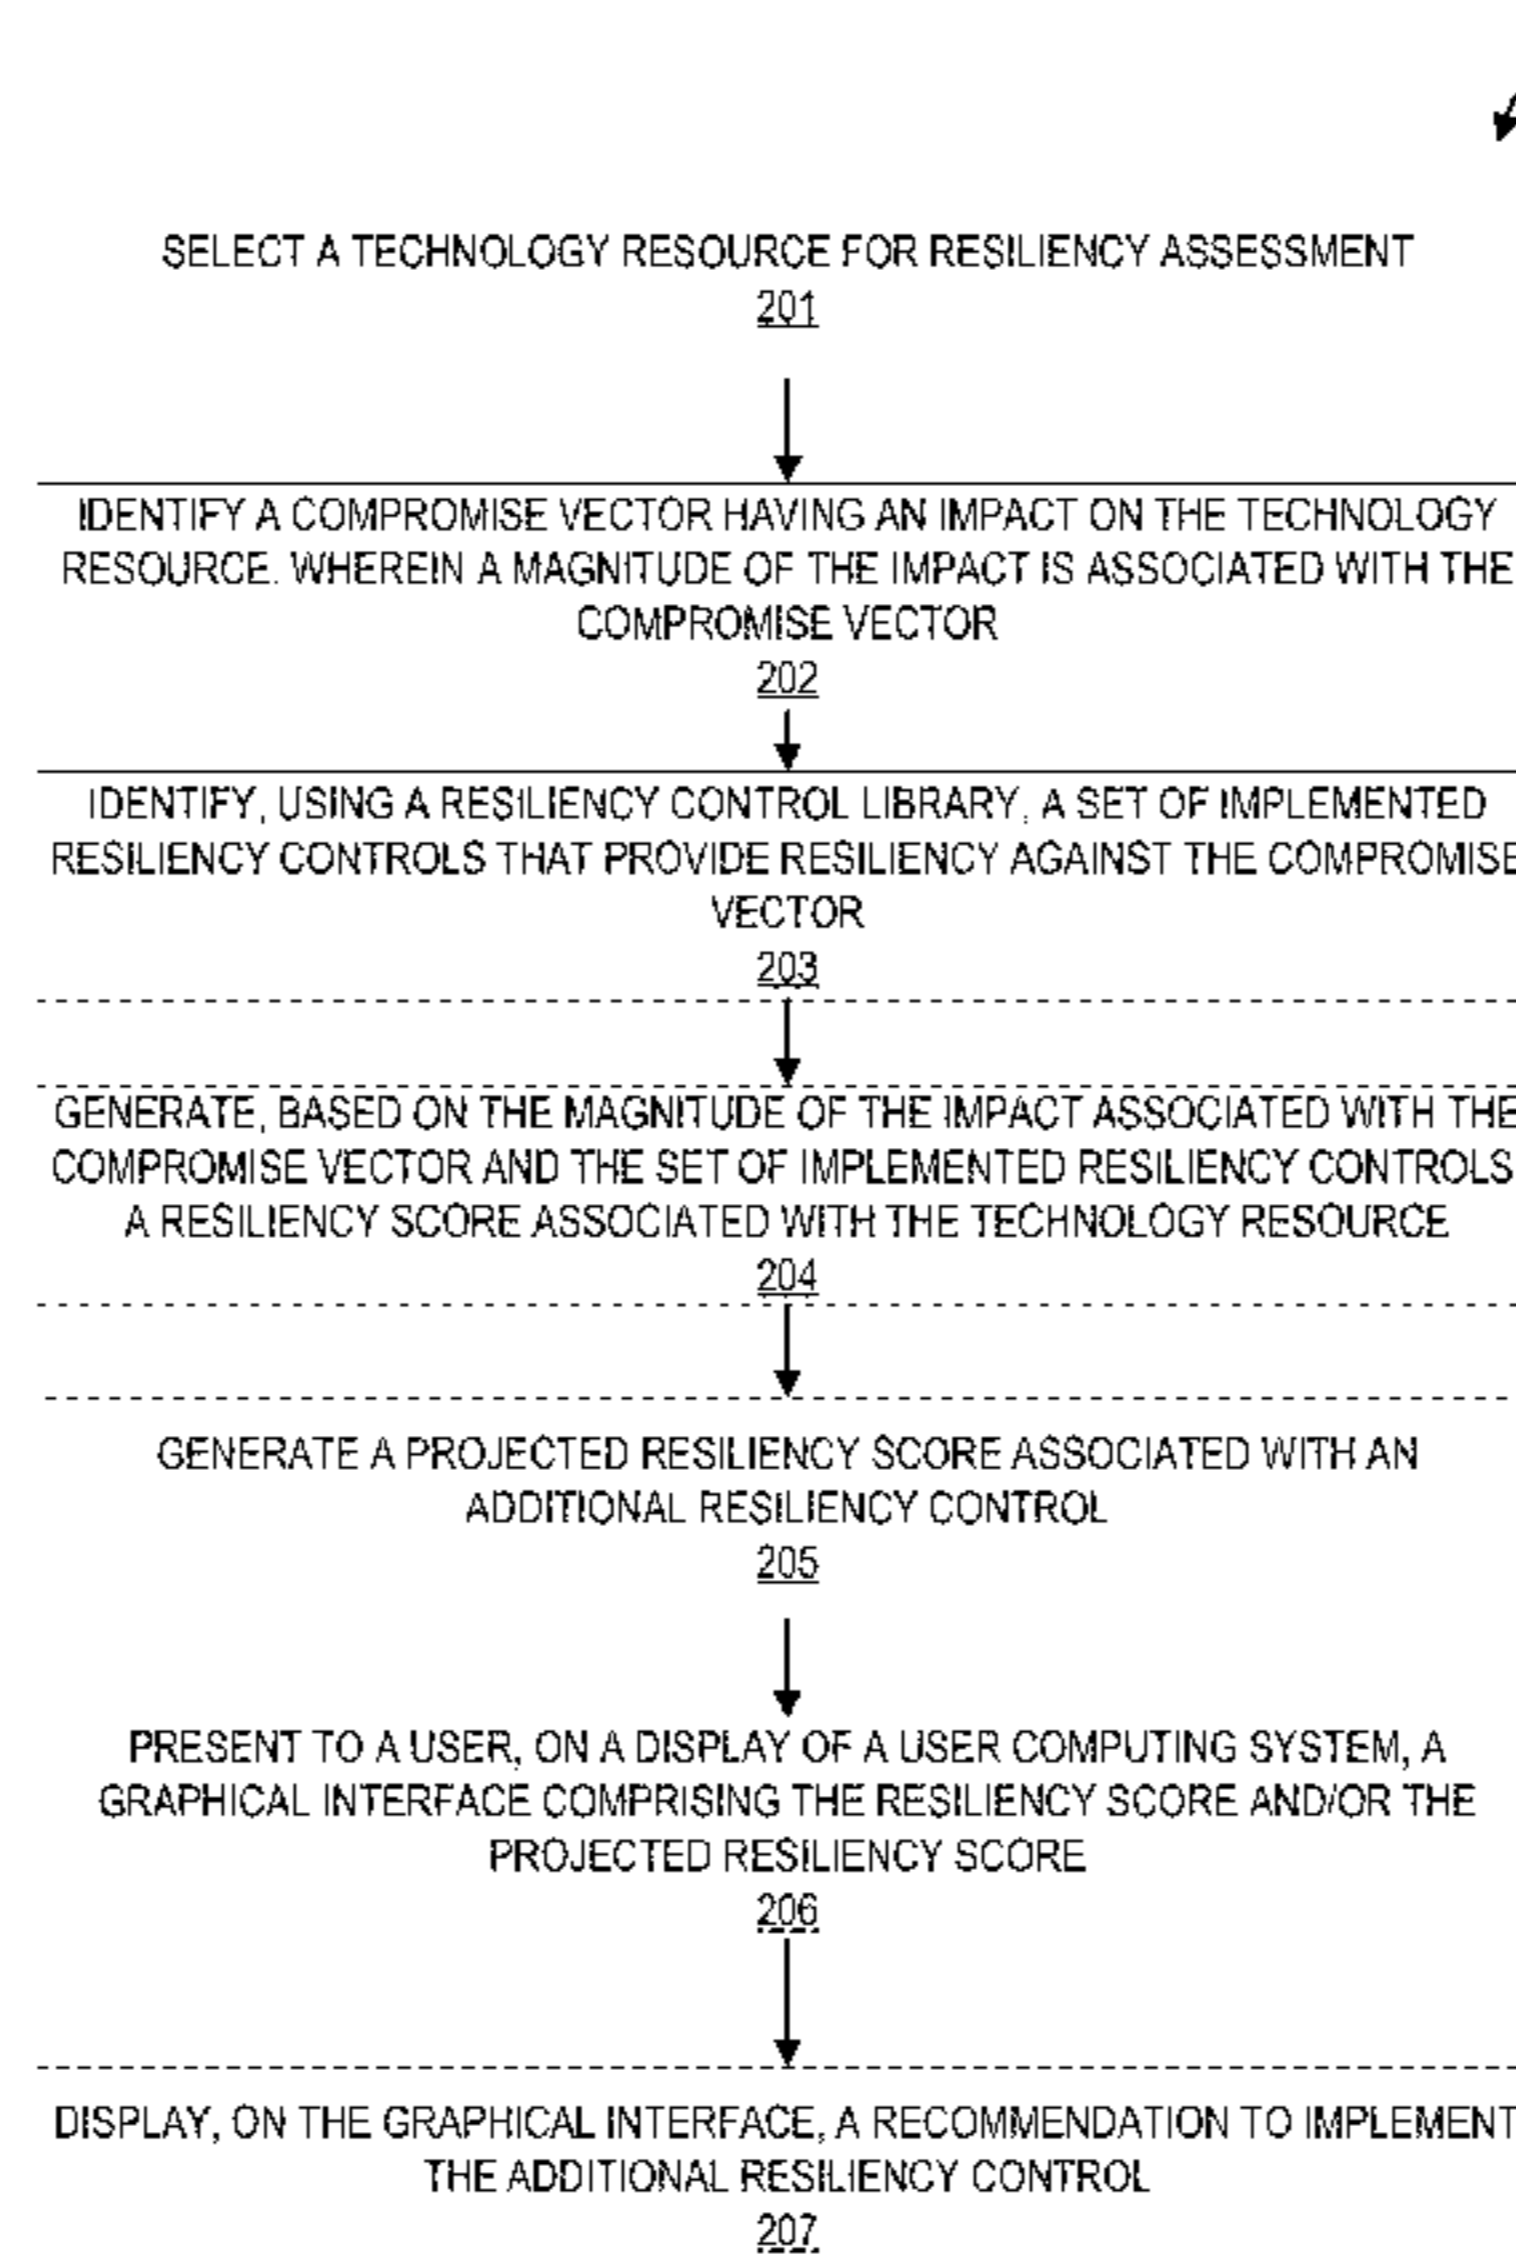 SELECT A TECHNOLOGY RESOURCE FOR RESILIENCY ASSESSMENT
201
IDENTIFY A COMPROMISE VECTOR HAVING AN IMPACT ON THE TECHNOLOGY
RESOURCE. WHEREIN A MAGNITUDE OF THE IMPACT IS ASSOCIATED WITH THE
COMPROMISE VECTOR
202
IDENTIFY, USING A RESILIENCY CONTROL LIBRARY, A SET OF IMPLEMENTED
RESILIENCY CONTROLS THAT PROVIDE RESILIENCY AGAINST THE COMPROMISE
VECTOR
203
GENERATE, BASED ON THE MAGNITUDE OF THE IMPACT ASSOCIATED WITH THE
COMPROMISE VECTOR AND THE SET OF IMPLEMENTED RESILIENCY CONTROLS
A RESILIENCY SCORE ASSOCIATED WITH THE TECHNOLOGY RESOURCE
204
GENERATE A PROJECTED RESILIENCY SCORE ASSOCIATED WITH AN
ADDITIONAL RESILIENCY CONTROL
205
PRESENT TO A USER, ON A DISPLAY OF A USER COMPUTING SYSTEM, A
GRAPHICAL INTERFACE COMPRISING THE RESILIENCY SCORE AND/OR THE
PROJECTED RESILIENCY SCORE
206
DISPLAY, ON THE GRAPHICAL INTERFACE, A RECOMMENDATION TO IMPLEMENT
THE ADDITIONAL RESILIENCY CONTROL
207